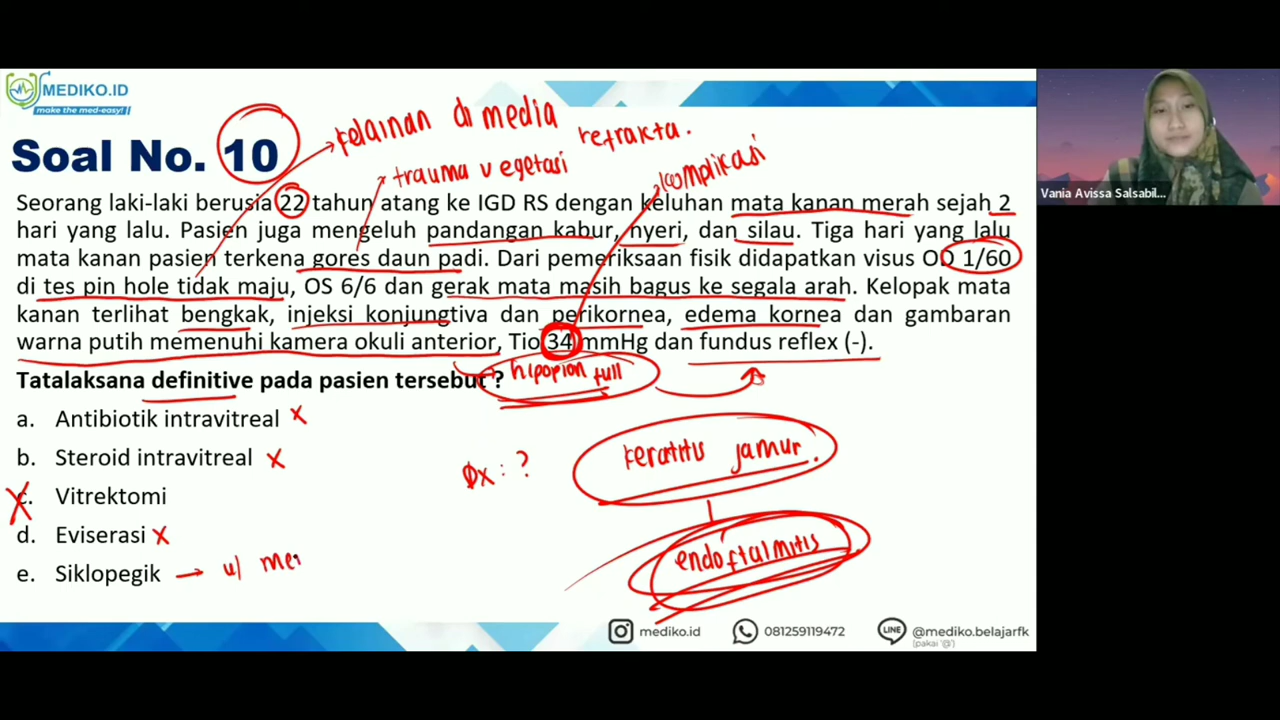 MEDIKO.ID
make the med-easy!
kelainan di media refrakta.
Soal No. 10
trauma vegetasi
komplikasi
Vania Avissa Salsabil...
Seorang laki-laki berusia 22 tahun atang ke IGD RS dengan keluhan mata kanan merah sejah 2
hari yang lalu. Pasien juga mengeluh pandangan kabur, nyeri, dan silau. Tiga hari yang lalu
mata kanan pasien terkena gores daun padi. Dari pemeriksaan fisik didapatkan visus OD 1/60
di tes pin hole tidak maju, OS 6/6 dan gerak mata masih bagus ke segala arah. Kelopak mata
kanan terlihat bengkak, injeksi konjungtiva dan perikornea, edema kornea dan gambaran
warna putih memenuhi kamera okuli anterior, Tio 34 mmHg dan fundus reflex (-).
Tatalaksana definitive pada pasien tersebut ?
hipopion full
a. Antibiotik intravitreal x
b. Steroid intravitreal x
c. Vitrektomi
d. Eviserasi x
e. Siklopegik → u/ me
Dx : ?
keratitis jamur.
endoftalmitis
mediko.id
081259119472
LINE
@mediko.belajarfk
(pakai '@')